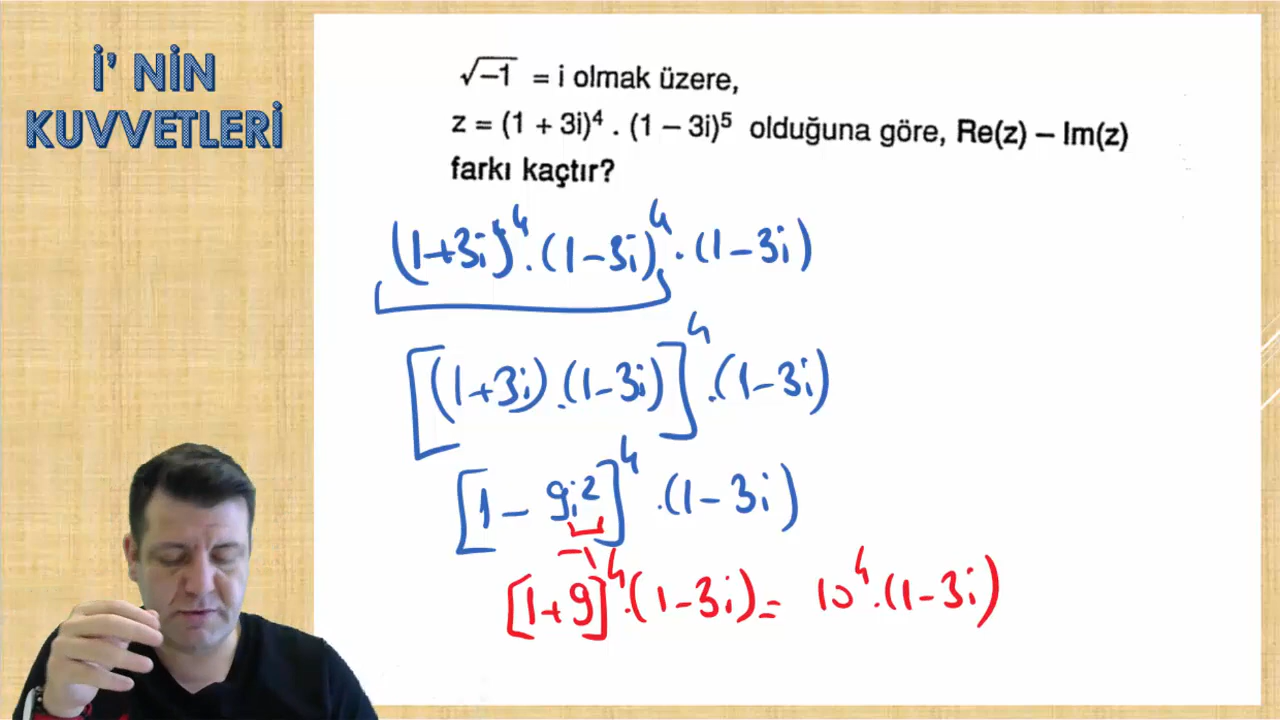 İ' NİN
KUVVETLERİ
√−1 = i olmak üzere,
z = (1 + 3i)⁴ . (1 − 3i)⁵ olduğuna göre, Re(z) − Im(z)
farkı kaçtır?
(1+3i)⁴.(1−3i)⁴.(1−3i)
[(1+3i).(1−3i)]⁴.(1−3i)
[1−9i²]⁴.(1−3i)
−1
[1+9]⁴.(1−3i)= 10⁴.(1−3i)